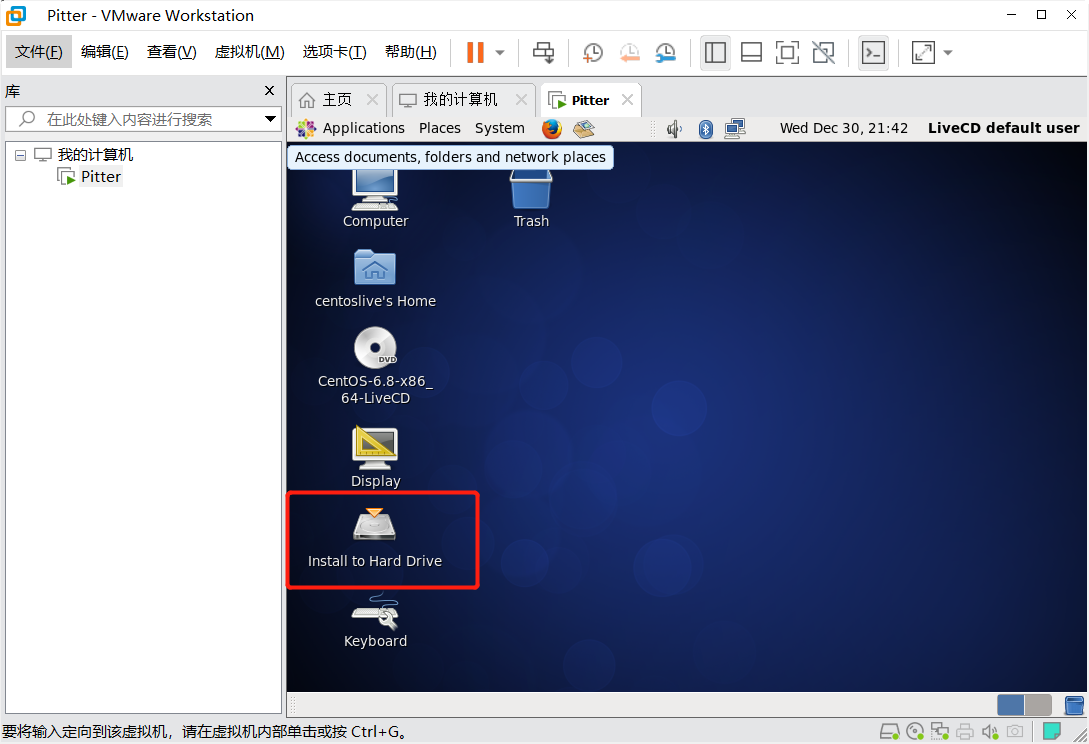 Pitter - VMware Workstation
文件(F) 编辑(E) 查看(V) 虚拟机(M) 选项卡(T) 帮助(H)
库
在此处键入内容进行搜索
我的计算机
Pitter
主页 我的计算机 Pitter
Applications Places System Wed Dec 30, 21:42 LiveCD default user
Access documents, folders and network places
Computer Trash
centoslive's Home
DVD
CentOS-6.8-x86_
64-LiveCD
Display
Install to Hard Drive
Keyboard
要将输入定向到该虚拟机，请在虚拟机内部单击或按 Ctrl+G。